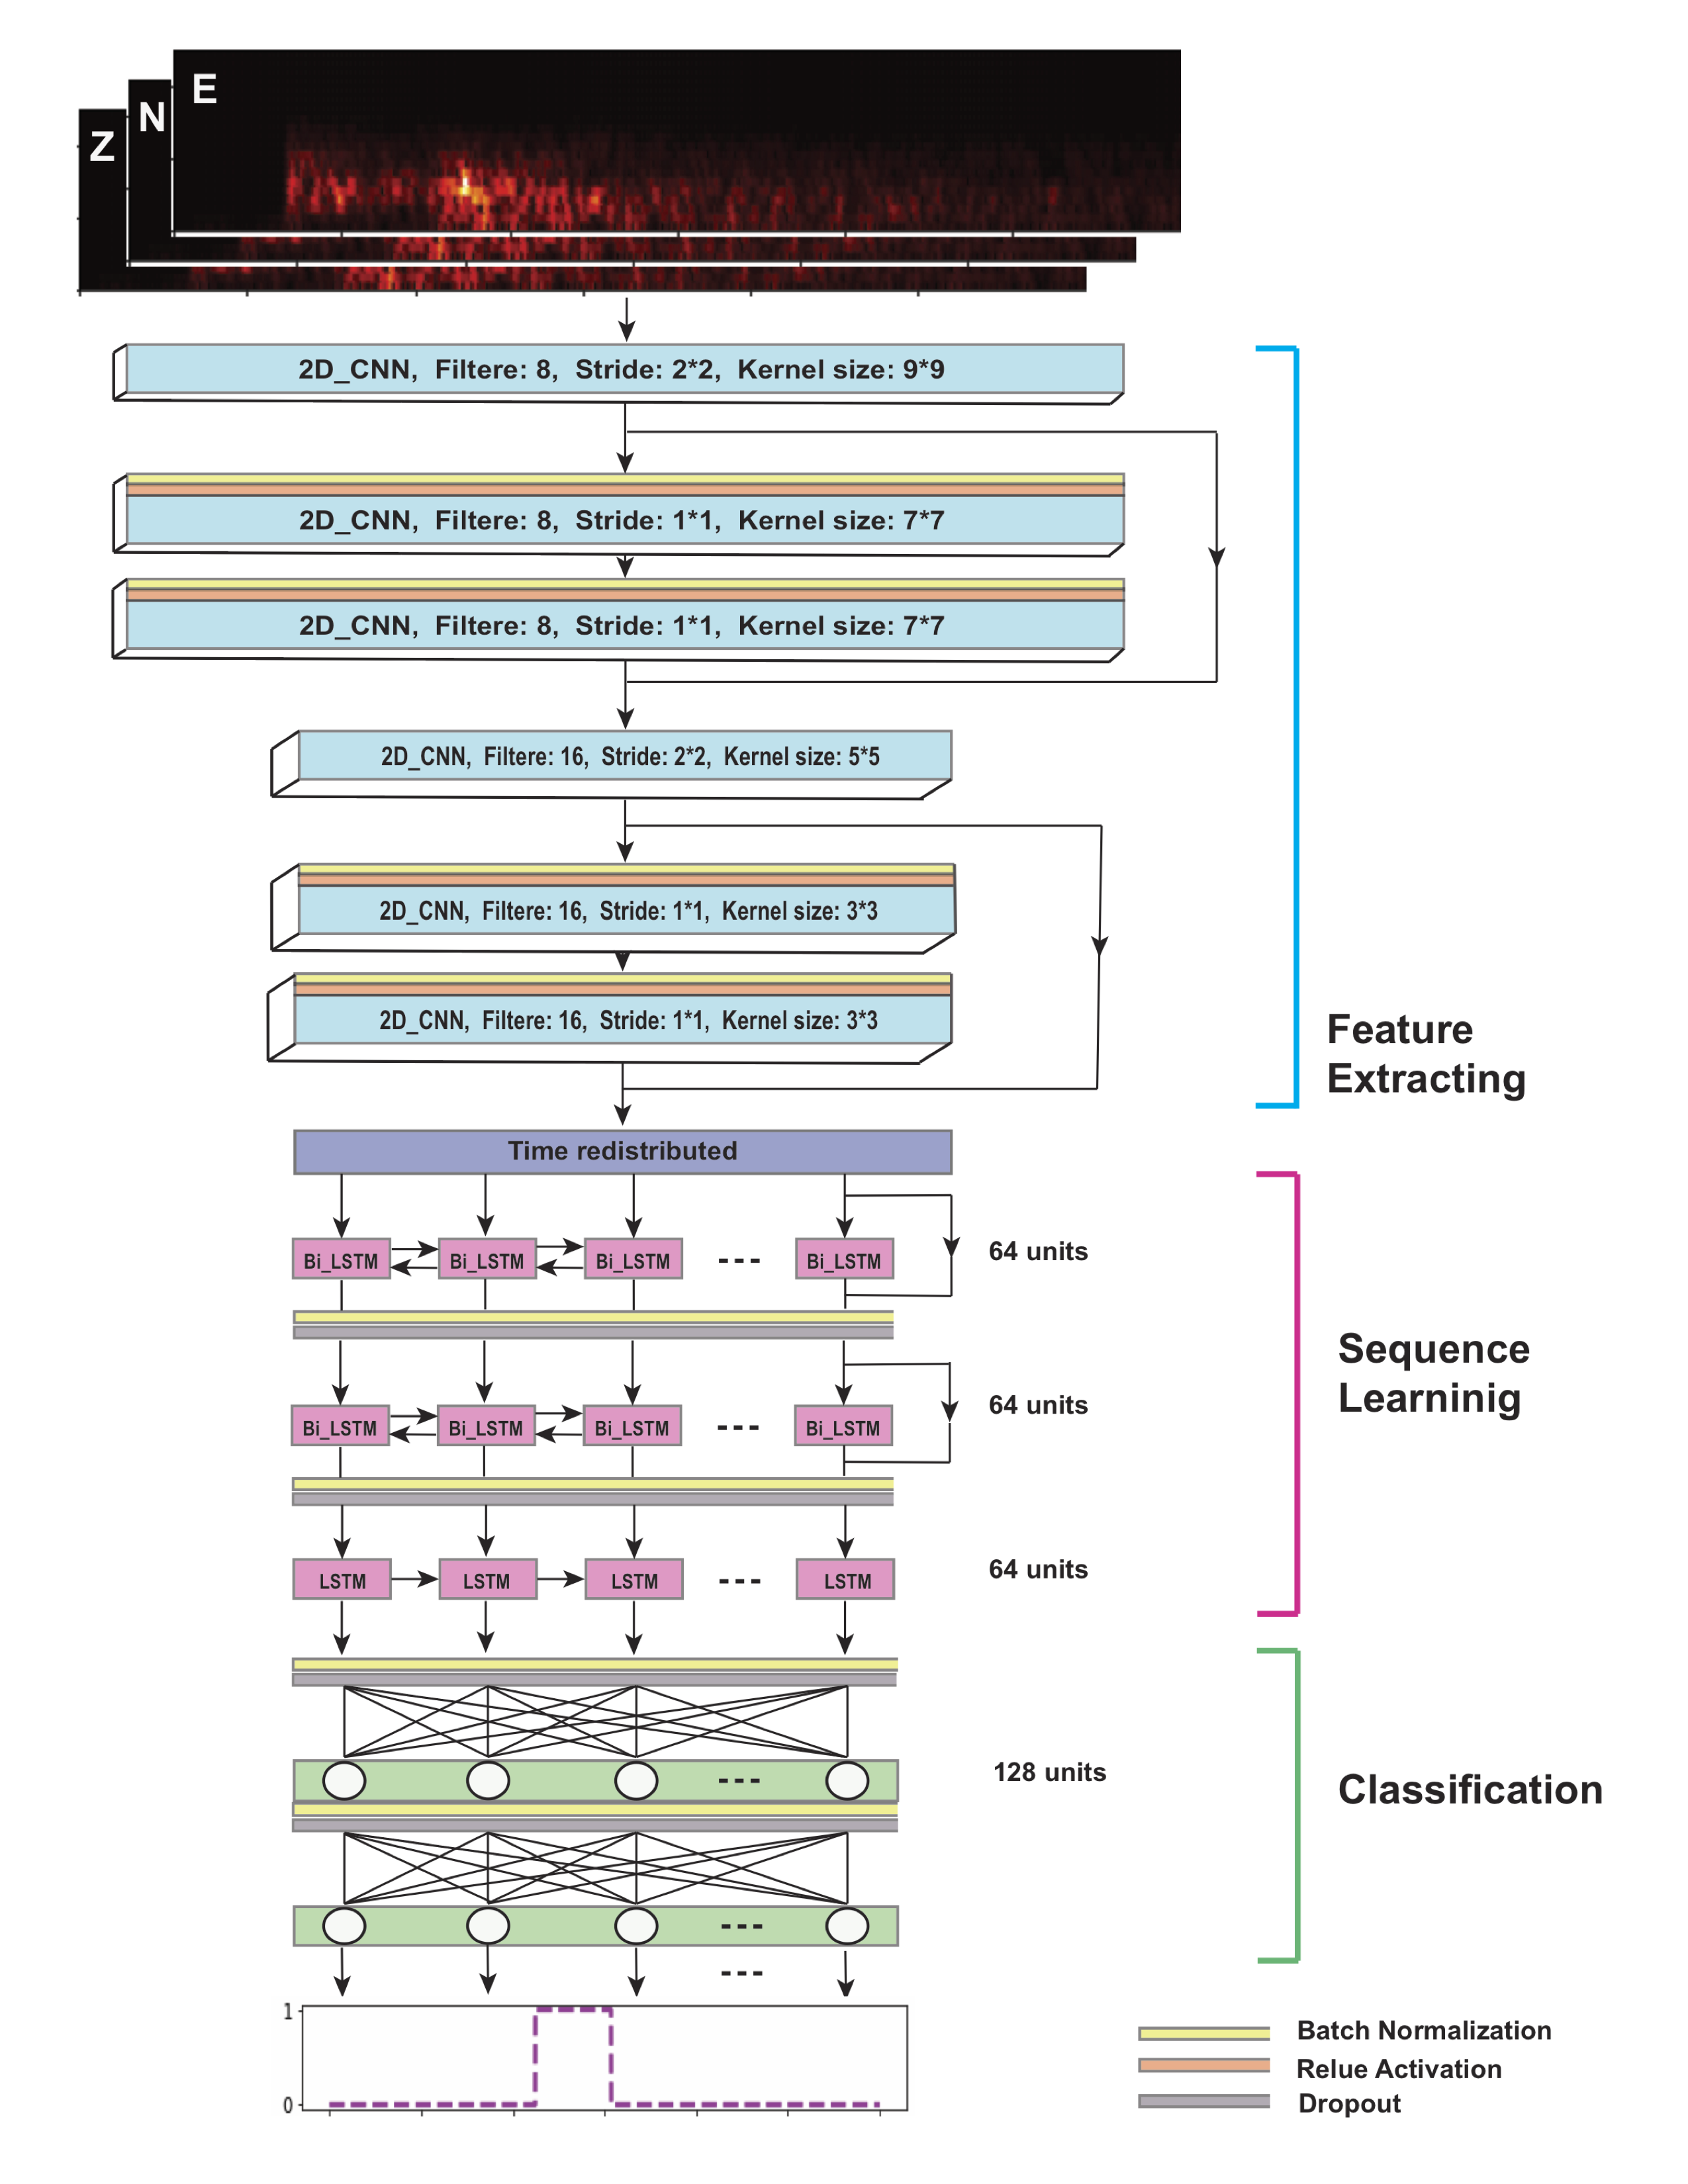 E
N
Z
2D_CNN, Filtere: 8, Stride: 2*2, Kernel size: 9*9
2D_CNN, Filtere: 8, Stride: 1*1, Kernel size: 7*7
2D_CNN, Filtere: 8, Stride: 1*1, Kernel size: 7*7
2D_CNN, Filtere: 16, Stride: 2*2, Kernel size: 5*5
2D_CNN, Filtere: 16, Stride: 1*1, Kernel size: 3*3
2D_CNN, Filtere: 16, Stride: 1*1, Kernel size: 3*3
Feature
Extracting
Time redistributed
Bi_LSTM Bi_LSTM Bi_LSTM --- Bi_LSTM 64 units
Bi_LSTM Bi_LSTM Bi_LSTM --- Bi_LSTM 64 units
Sequence
Learninig
LSTM LSTM LSTM --- LSTM 64 units
--- 128 units
Classification
---
---
1
0
Batch Normalization
Relue Activation
Dropout